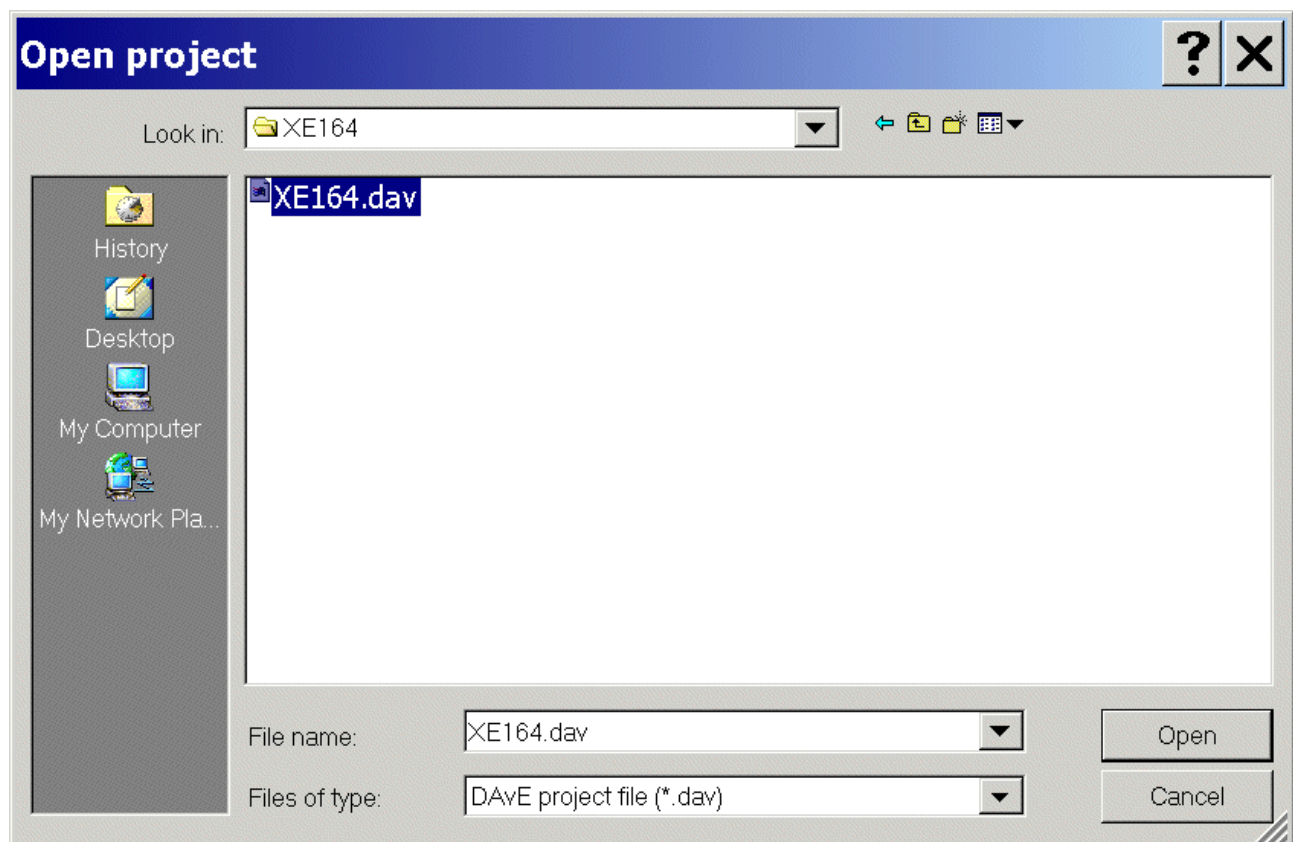 Open project
Look in: XE164
XE164.dav
History
Desktop
My Computer
My Network Pla...
File name: XE164.dav Open
Files of type: DAvE project file (*.dav) Cancel